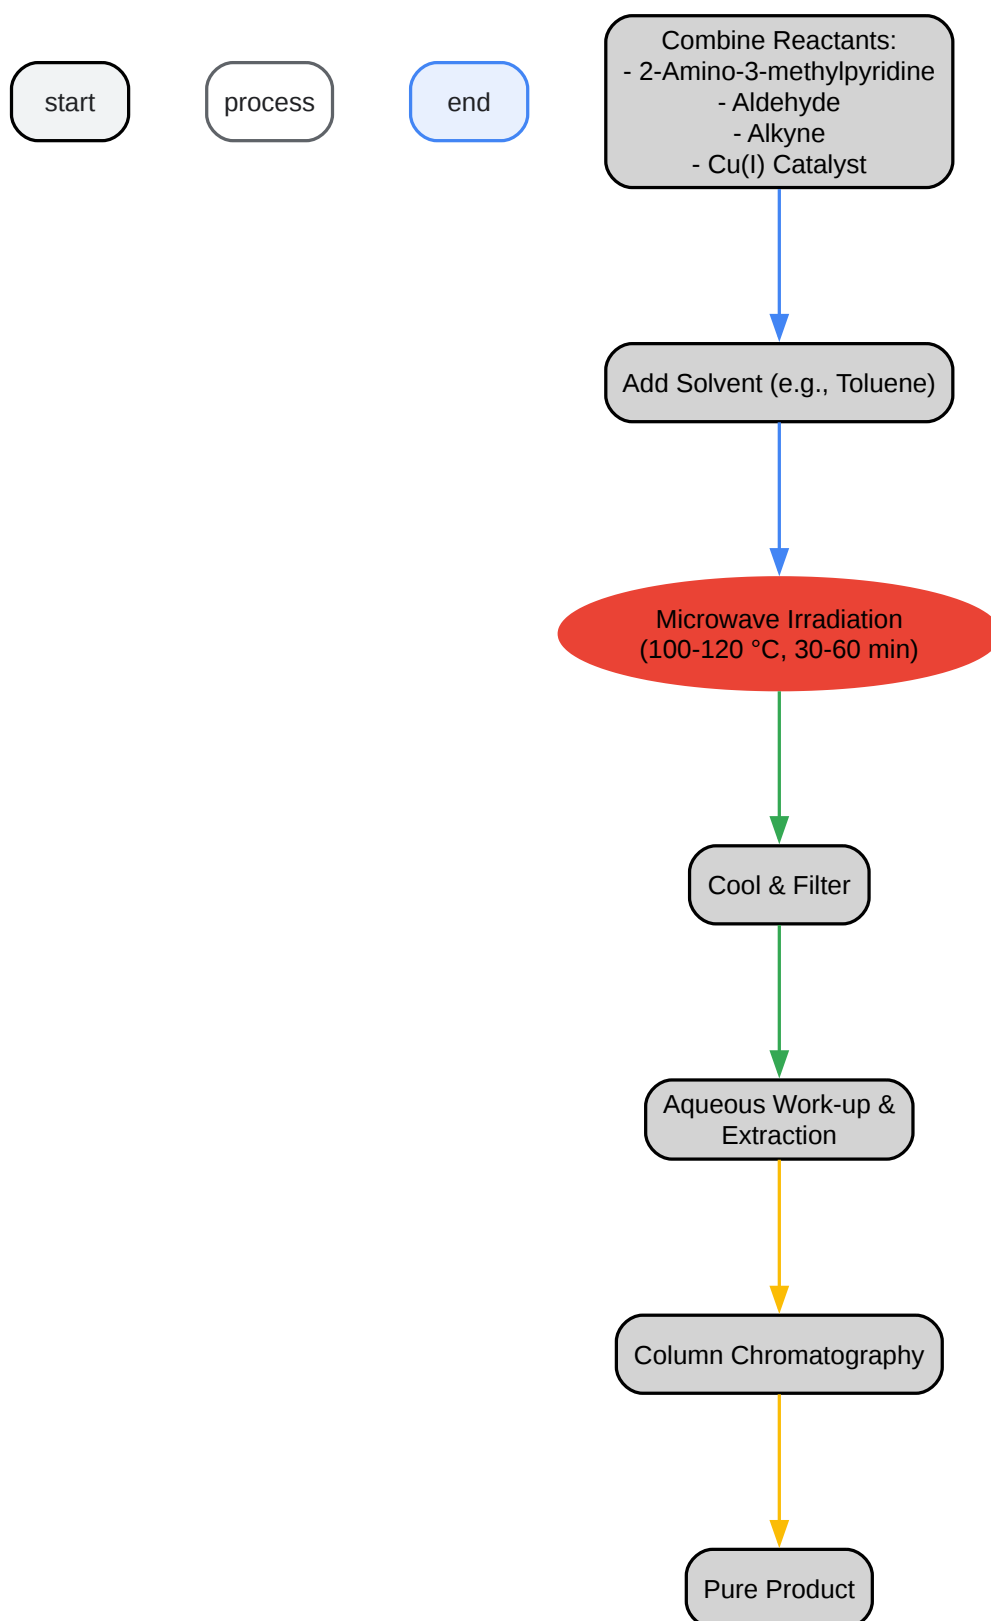 start
process
end
Combine Reactants:
- 2-Amino-3-methylpyridine
- Aldehyde
- Alkyne
- Cu(I) Catalyst
Add Solvent (e.g., Toluene)
Microwave Irradiation
(100-120 °C, 30-60 min)
Cool & Filter
Aqueous Work-up &
Extraction
Column Chromatography
Pure Product